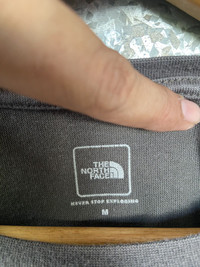 THE
NORTH
FACE
NEVER STOP EXPLORING
M